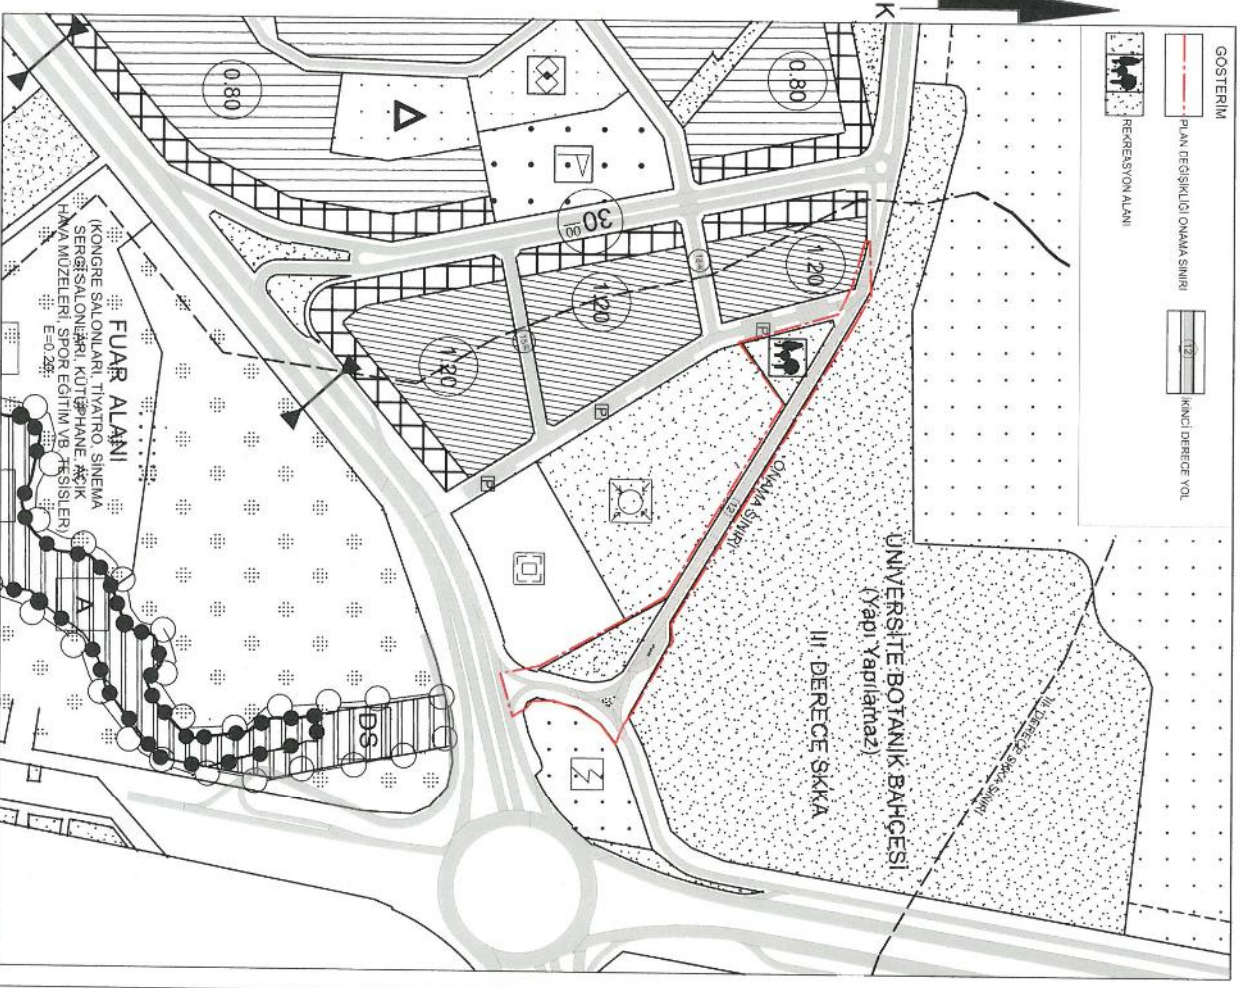 K
GÖSTERİM
PLAN DEĞİŞİKLİĞİ ONAMA SINIRI
REKREASYON ALANI
(12)
İKİNCİ DERECE YOL
0.80
0.80
30
00
1.20
1.20
1.20
P
P
P
ONAMA SINIRI
(12)
ÜNİVERSİTE BOTANİK BAHÇESİ
(Yapı Yapılamaz)
III. DERECE SKKA
III. DERECE SKKA SINIRI
FUAR ALANI
(KONGRE SALONLARI, TİYATRO, SİNEMA
SERGİ SALONLARI, KÜTÜPHANE, AÇIK
HAVA MÜZELERİ, SPOR EĞİTİM VB. TESİSLER)
E=0.20
A
DS